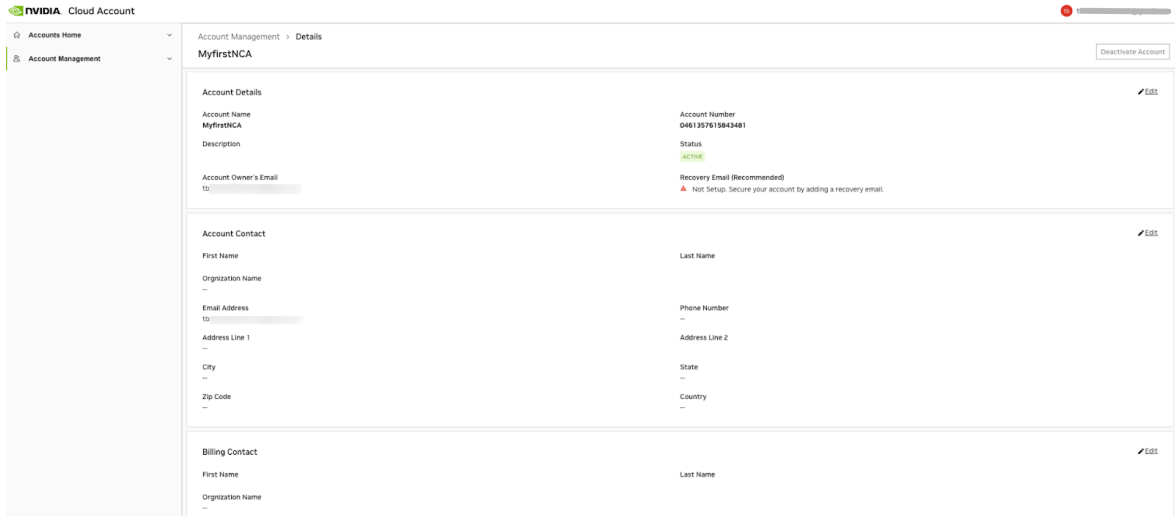 NVIDIA. Cloud Account
tb
Accounts Home
Account Management
Account Management > Details
MyfirstNCA
Deactivate Account
Account Details
Edit
Account Name
Account Number
MyfirstNCA
0461357615843481
Description
Status
ACTIVE
Account Owner's Email
Recovery Email (Recommended)
tb
Not Setup. Secure your account by adding a recovery email.
Account Contact
Edit
First Name
Last Name
Orgnization Name
--
Email Address
Phone Number
tb
--
Address Line 1
Address Line 2
--
City
State
--
--
Zip Code
Country
--
--
Billing Contact
Edit
First Name
Last Name
Orgnization Name
--